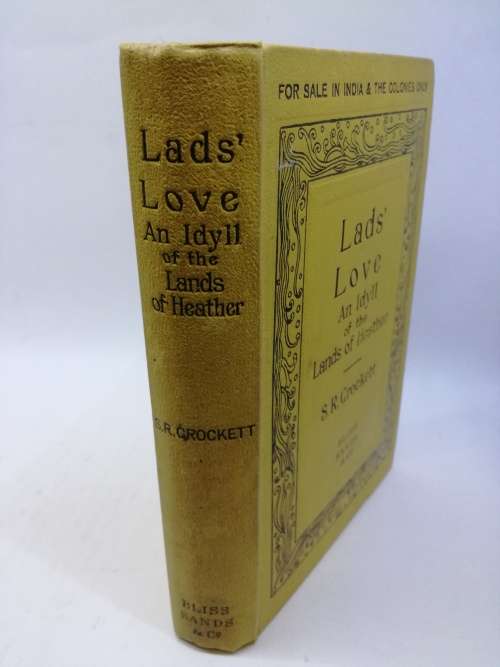 Lads'
Love
An Idyll
of the
Lands
of Heather
S.R. CROCKETT
BLISS
SANDS
& Co
FOR SALE IN INDIA & THE COLONIES ONLY
Lads'
Love
An Idyll
of the
Lands of Heather
S.R. Crockett